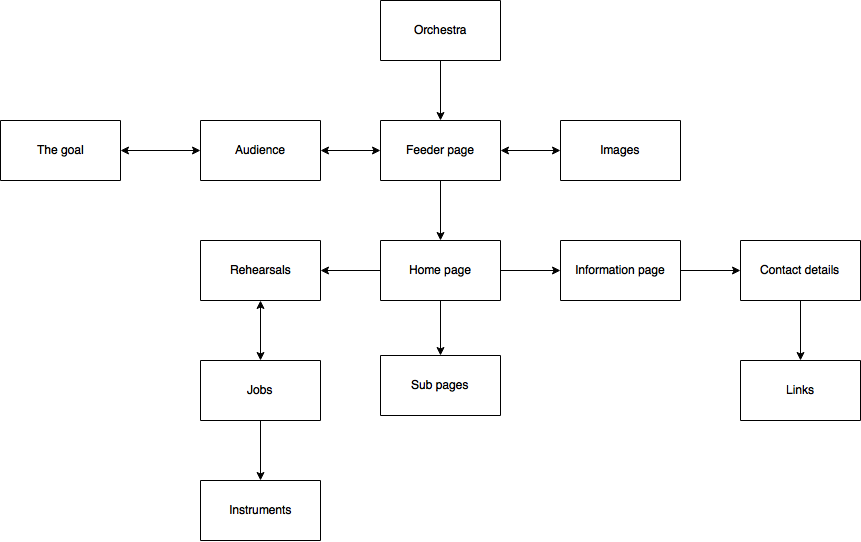 Orchestra
The goal
Audience
Feeder page
Images
Rehearsals
Home page
Information page
Contact details
Jobs
Sub pages
Links
Instruments